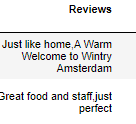 Reviews
Just like home,A Warm
Welcome to Wintry
Amsterdam
Great food and staff,just
perfect